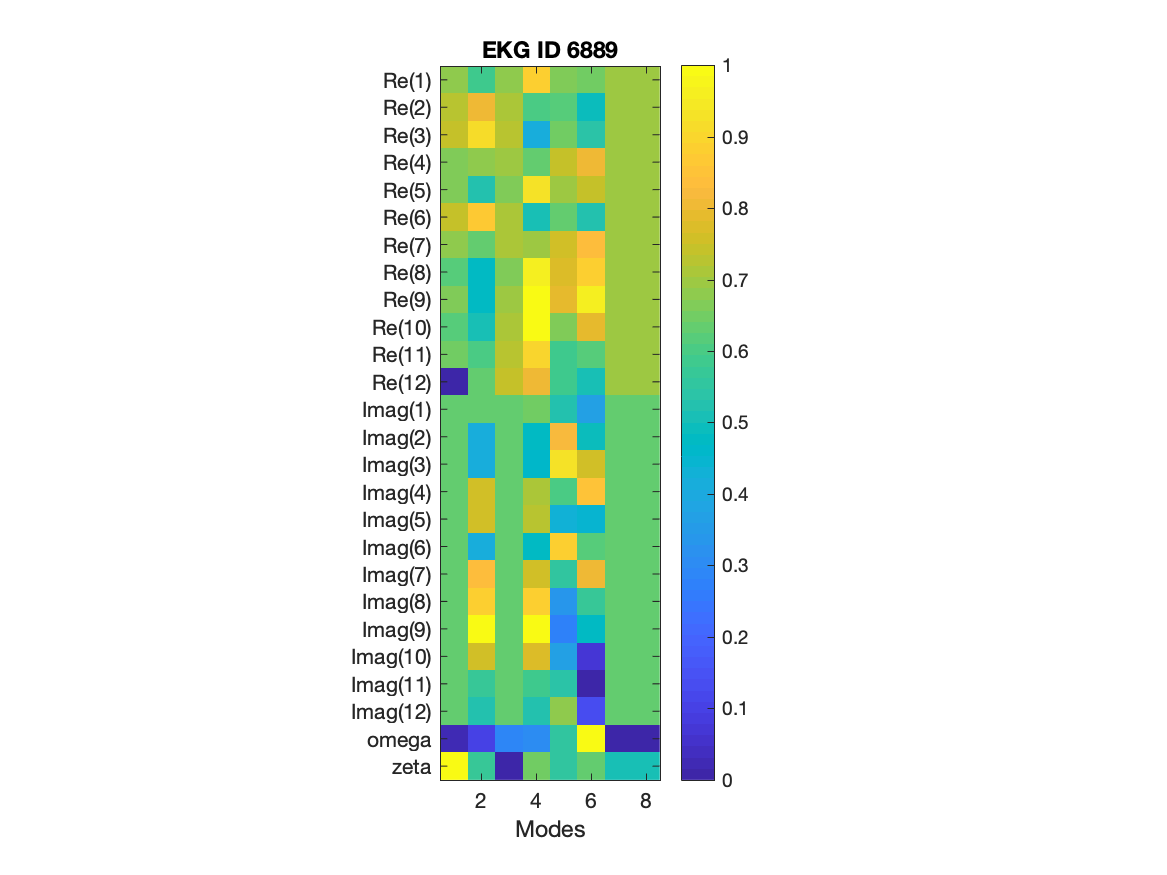 EKG ID 6889
Re(1)
Re(2)
Re(3)
Re(4)
Re(5)
Re(6)
Re(7)
Re(8)
Re(9)
Re(10)
Re(11)
Re(12)
Imag(1)
Imag(2)
Imag(3)
Imag(4)
Imag(5)
Imag(6)
Imag(7)
Imag(8)
Imag(9)
Imag(10)
Imag(11)
Imag(12)
omega
zeta
2 4 6 8
Modes
1
0.9
0.8
0.7
0.6
0.5
0.4
0.3
0.2
0.1
0